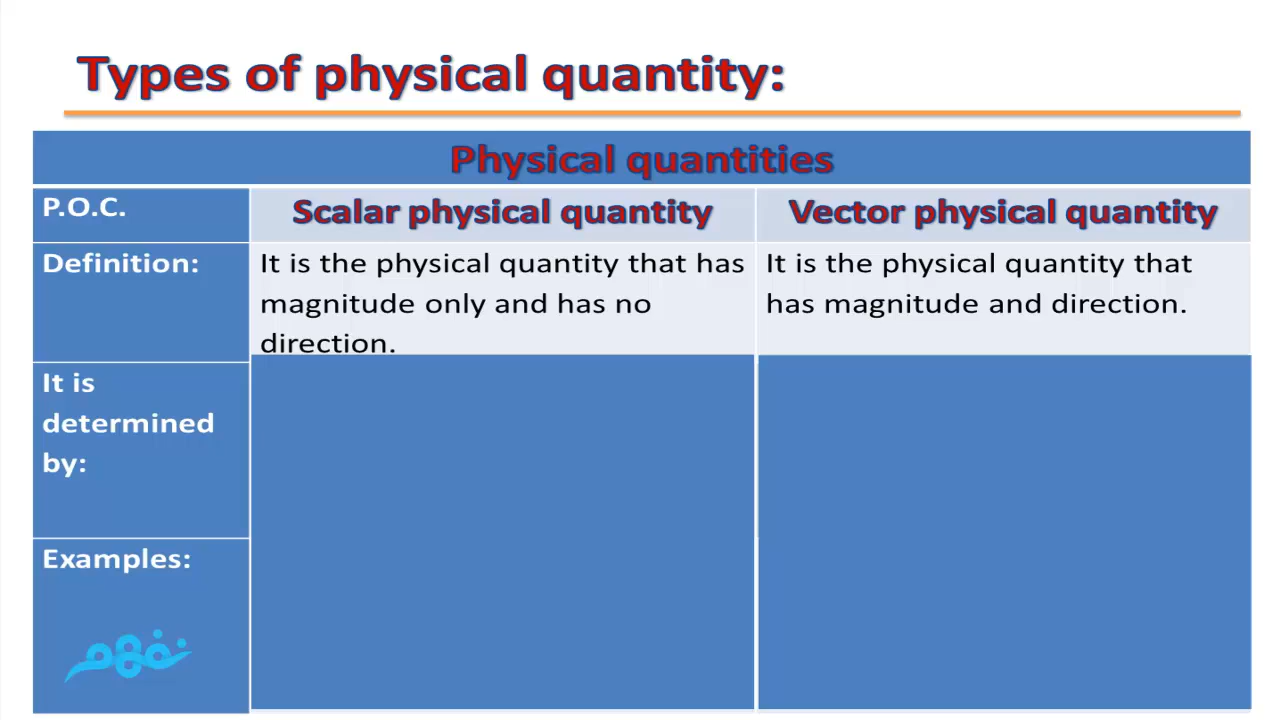 Types of physical quantity:
Physical quantities
P.O.C.
Scalar physical quantity
Vector physical quantity
Definition:
It is the physical quantity that has
magnitude only and has no
direction.
It is the physical quantity that
has magnitude and direction.
It is
determined
by:
Examples:
نفهم